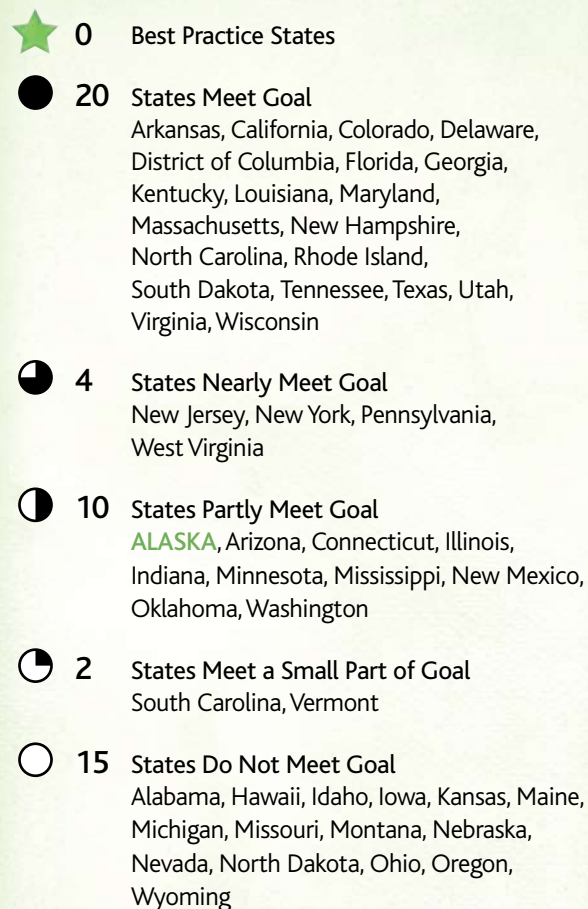 0 Best Practice States
20 States Meet Goal
Arkansas, California, Colorado, Delaware,
District of Columbia, Florida, Georgia,
Kentucky, Louisiana, Maryland,
Massachusetts, New Hampshire,
North Carolina, Rhode Island,
South Dakota, Tennessee, Texas, Utah,
Virginia, Wisconsin
4 States Nearly Meet Goal
New Jersey, New York, Pennsylvania,
West Virginia
10 States Partly Meet Goal
ALASKA, Arizona, Connecticut, Illinois,
Indiana, Minnesota, Mississippi, New Mexico,
Oklahoma, Washington
2 States Meet a Small Part of Goal
South Carolina, Vermont
15 States Do Not Meet Goal
Alabama, Hawaii, Idaho, Iowa, Kansas, Maine,
Michigan, Missouri, Montana, Nebraska,
Nevada, North Dakota, Ohio, Oregon,
Wyoming